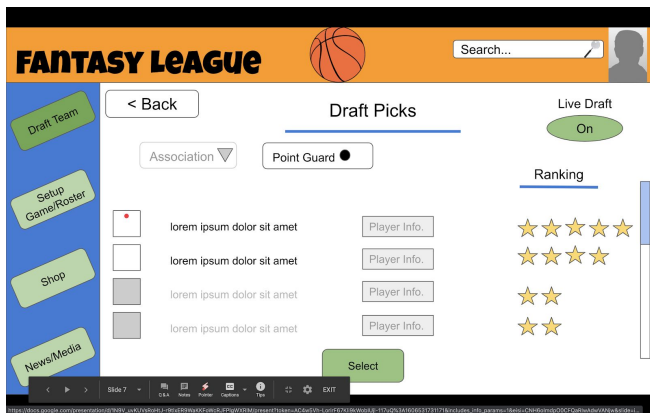 FANTASY LEAGUE
Search...
< Back
Draft Picks
Live Draft
On
Draft Team
Association
Point Guard
Ranking
Setup
Game/Roster
lorem ipsum dolor sit amet
Player Info.
lorem ipsum dolor sit amet
Player Info.
Shop
lorem ipsum dolor sit amet
Player Info.
lorem ipsum dolor sit amet
Player Info.
News/Media
Select
Slide 7
Q&A
Notes
Pointer
Captions
Tips
EXIT